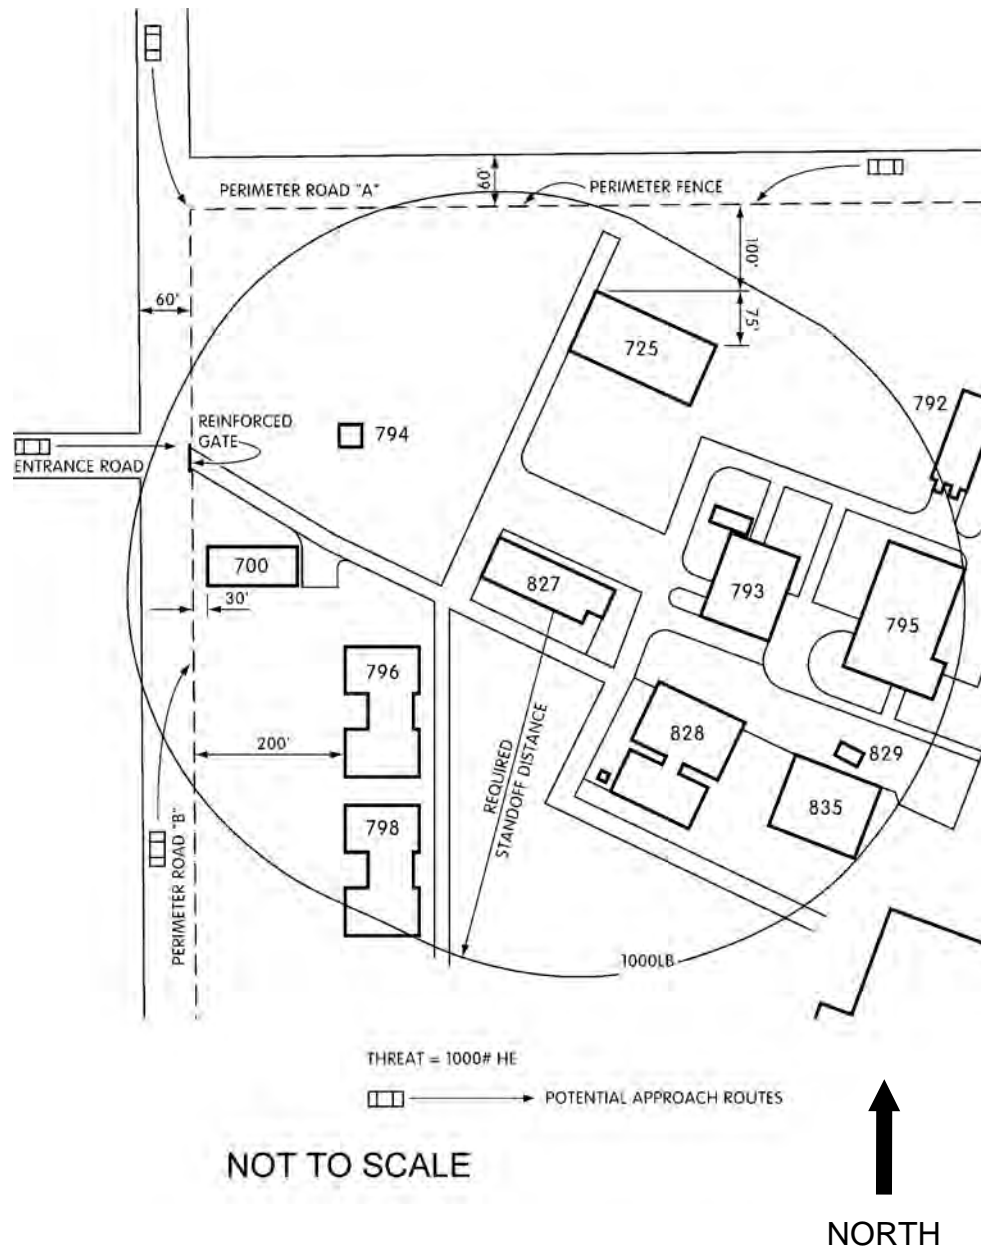 60'
PERIMETER ROAD "A"
PERIMETER FENCE
100'
60'
75'
725
792
REINFORCED
GATE
794
ENTRANCE ROAD
700
827
793
30'
795
796
200'
828
REQUIRED
STANDOFF DISTANCE
829
798
835
PERIMETER ROAD "B"
1000LB
THREAT = 1000# HE
POTENTIAL APPROACH ROUTES
NOT TO SCALE
NORTH